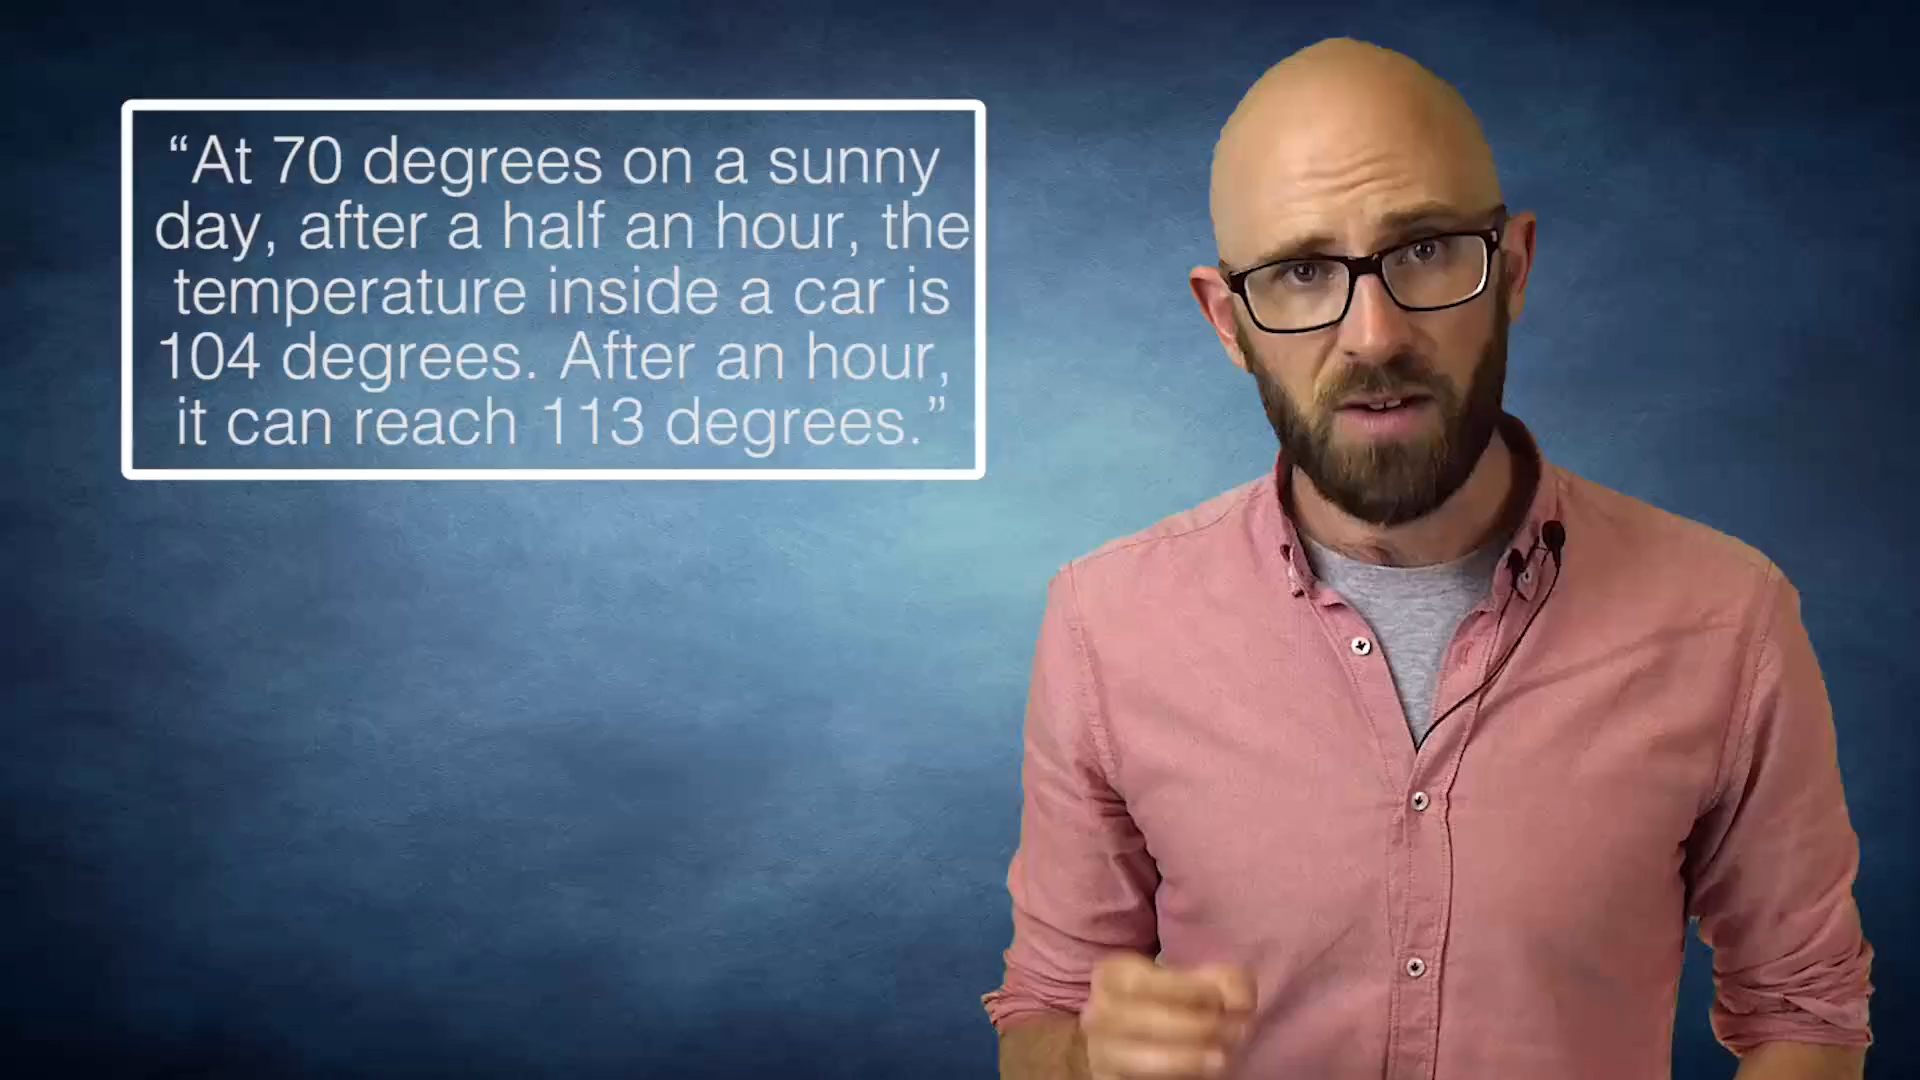 “At 70 degrees on a sunny
day, after a half an hour, the
temperature inside a car is
104 degrees. After an hour,
it can reach 113 degrees.”